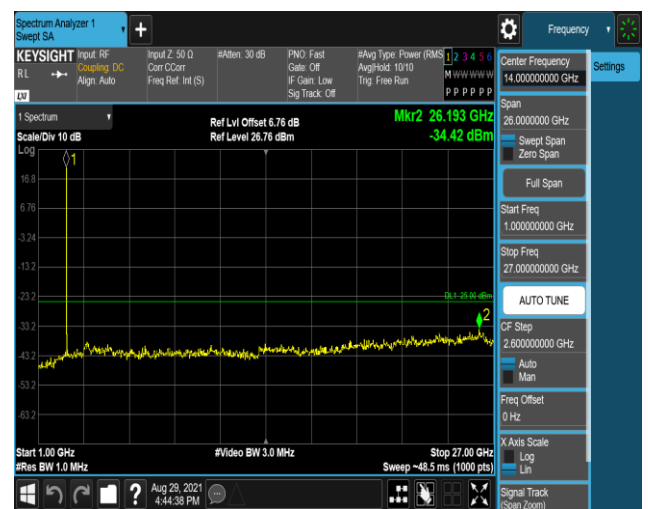 Spectrum Analyzer 1
Swept SA
Frequency
KEYSIGHT
RL
LXI
Input: RF
Coupling: DC
Align: Auto
Input Z: 50 Ω
Corr CCorr
Freq Ref: Int (S)
#Atten: 30 dB
PNO: Fast
Gate: Off
IF Gain: Low
Sig Track: Off
#Avg Type: Power (RMS
Avg|Hold: 10/10
Trig: Free Run
1 2 3 4 5 6
M W W W W W
P P P P P P
1 Spectrum
Scale/Div 10 dB
Log
Ref Lvl Offset 6.76 dB
Ref Level 26.76 dBm
Mkr2 26.193 GHz
-34.42 dBm
1
16.8
6.76
-3.24
-13.2
-23.2
DL1 -25.00 dBm
2
-33.2
-43.2
-53.2
-63.2
Start 1.00 GHz
#Res BW 1.0 MHz
#Video BW 3.0 MHz
Stop 27.00 GHz
Sweep ~48.5 ms (1000 pts)
?
Aug 29, 2021
4:44:38 PM
Center Frequency
14.000000000 GHz
Settings
Span
26.0000000 GHz
Swept Span
Zero Span
Full Span
Start Freq
1.000000000 GHz
Stop Freq
27.000000000 GHz
AUTO TUNE
CF Step
2.600000000 GHz
Auto
Man
Freq Offset
0 Hz
X Axis Scale
Log
Lin
Signal Track
(Span Zoom)